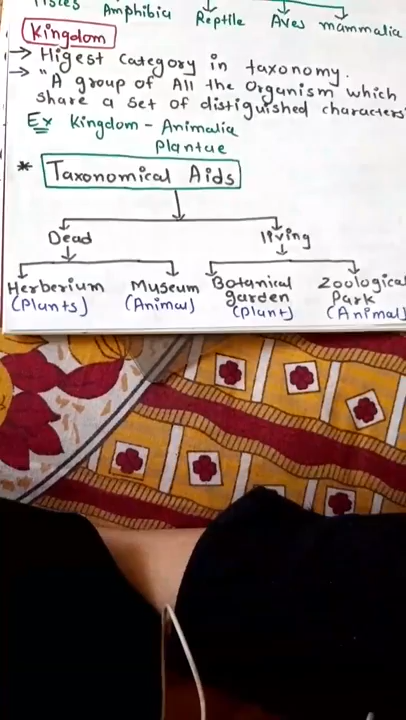 Pisces Amphibia Reptile Aves mammalia
Kingdom
→ Higest Category in taxonomy.
→ "A group of All the Organism which
share a set of distiguished characters"
Ex Kingdom - Animalia
Plantae
* Taxonomical Aids
Dead living
Herberium Museum Botanical Zoological
garden Park
(Plants) (Animal) (Plant) (Animal)